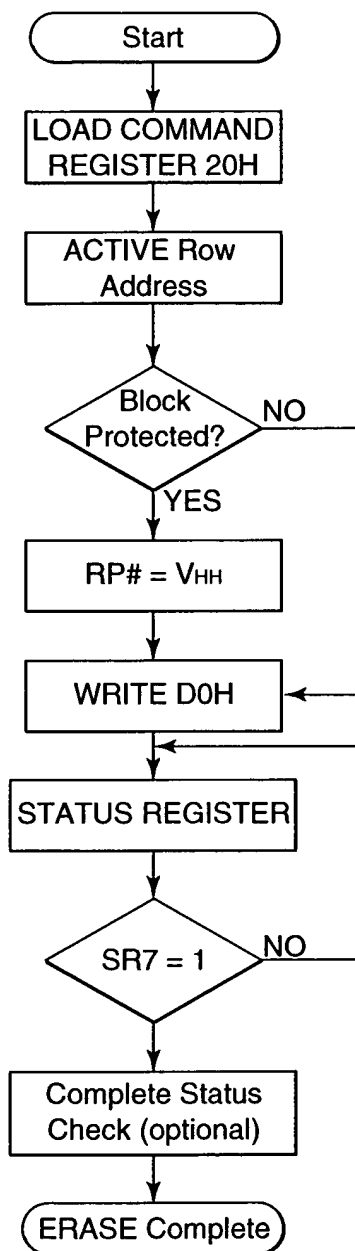 Start
LOAD COMMAND
REGISTER 20H
ACTIVE Row
Address
Block
Protected?
NO
YES
RP# = VHH
WRITE D0H
STATUS REGISTER
SR7 = 1
NO
Complete Status
Check (optional)
ERASE Complete